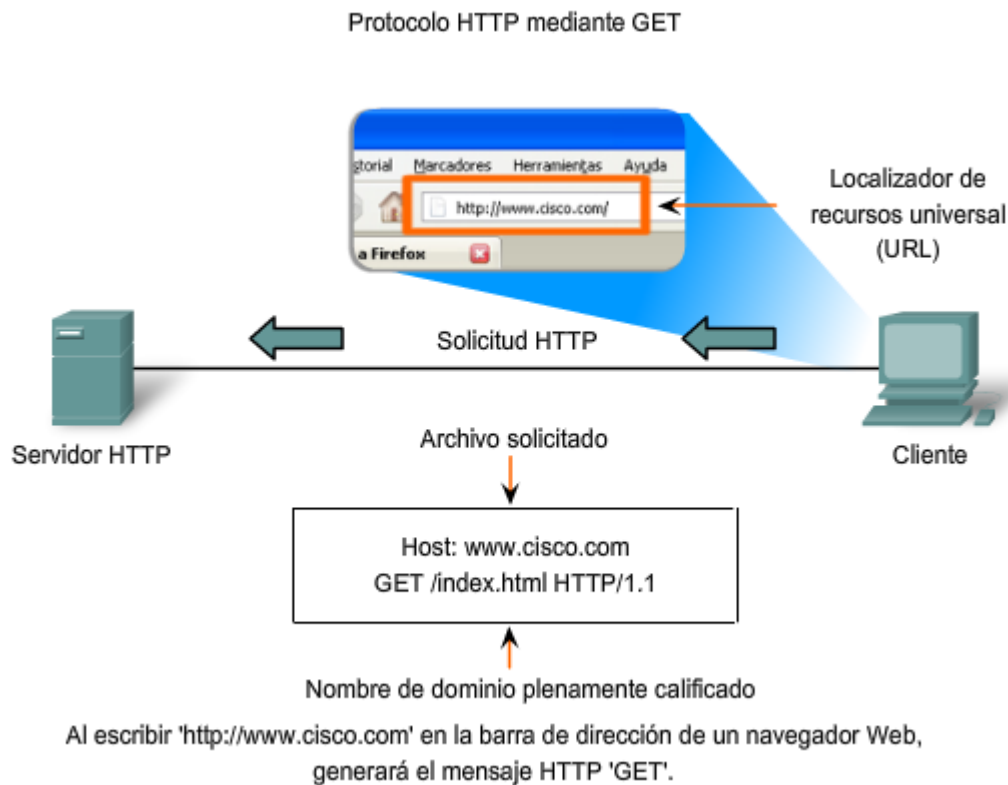 Protocolo HTTP mediante GET
gtorial Marcadores Herramientas Ayuda
http://www.cisco.com/
a Firefox
Localizador de
recursos universal
(URL)
Solicitud HTTP
Servidor HTTP
Cliente
Archivo solicitado
Host: www.cisco.com
GET /index.html HTTP/1.1
Nombre de dominio plenamente calificado
Al escribir 'http://www.cisco.com' en la barra de dirección de un navegador Web,
generará el mensaje HTTP 'GET'.